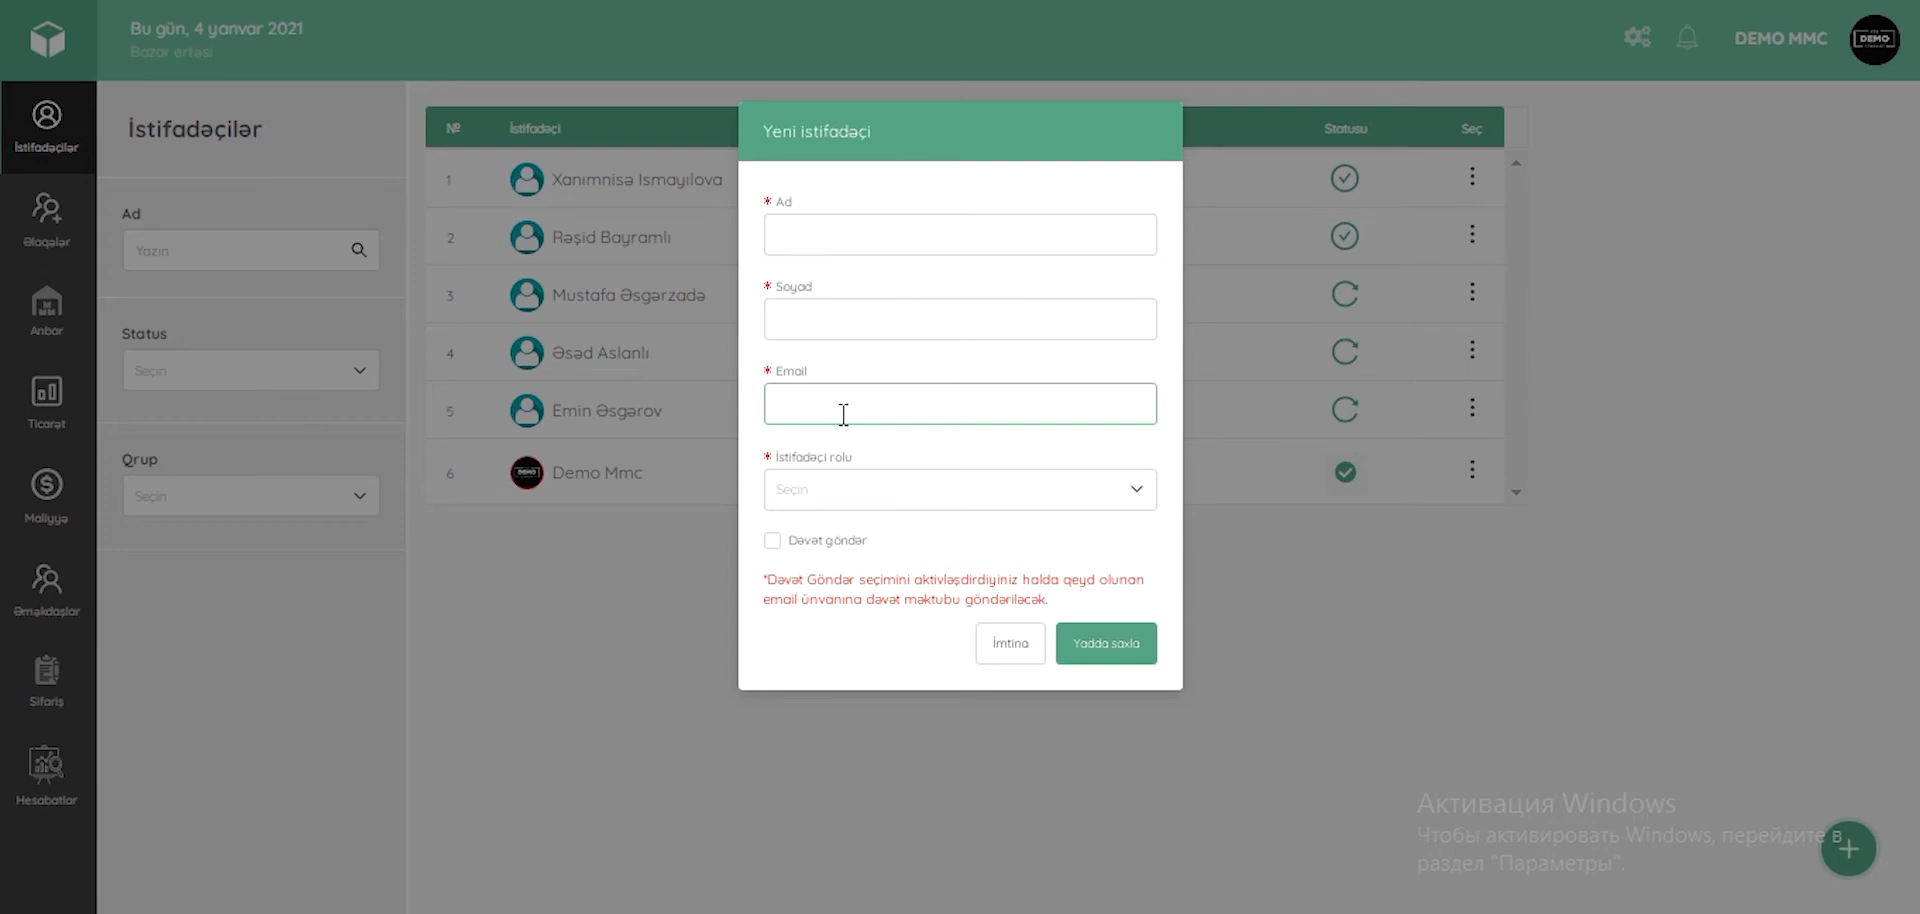 Bu gün, 4 yanvar 2021
Bazar ertəsi
DEMO MMC
DEMO
İstifadəçilər
Əlaqələr
Anbar
Ticarət
Maliyyə
Əməkdaşlar
Sifariş
Hesabatlar
İstifadəçilər
Ad
Yazın
Status
Seçin
Qrup
Seçin
№ İstifadəçi Statusu Seç
1 Xanımnisə Ismayılova
2 Rəşid Bayramlı
3 Mustafa Əsgərzadə
4 Əsəd Aslanlı
5 Emin Əsgərov
6 Demo Mmc
Yeni istifadəçi
* Ad
* Soyad
* Email
* İstifadəçi rolu
Seçin
Dəvət göndər
*Dəvət Göndər seçimini aktivləşdirdiyiniz halda qeyd olunan
email ünvanına dəvət məktubu göndəriləcək.
İmtina
Yadda saxla
Активация Windows
Чтобы активировать Windows, перейдите в
раздел "Параметры".